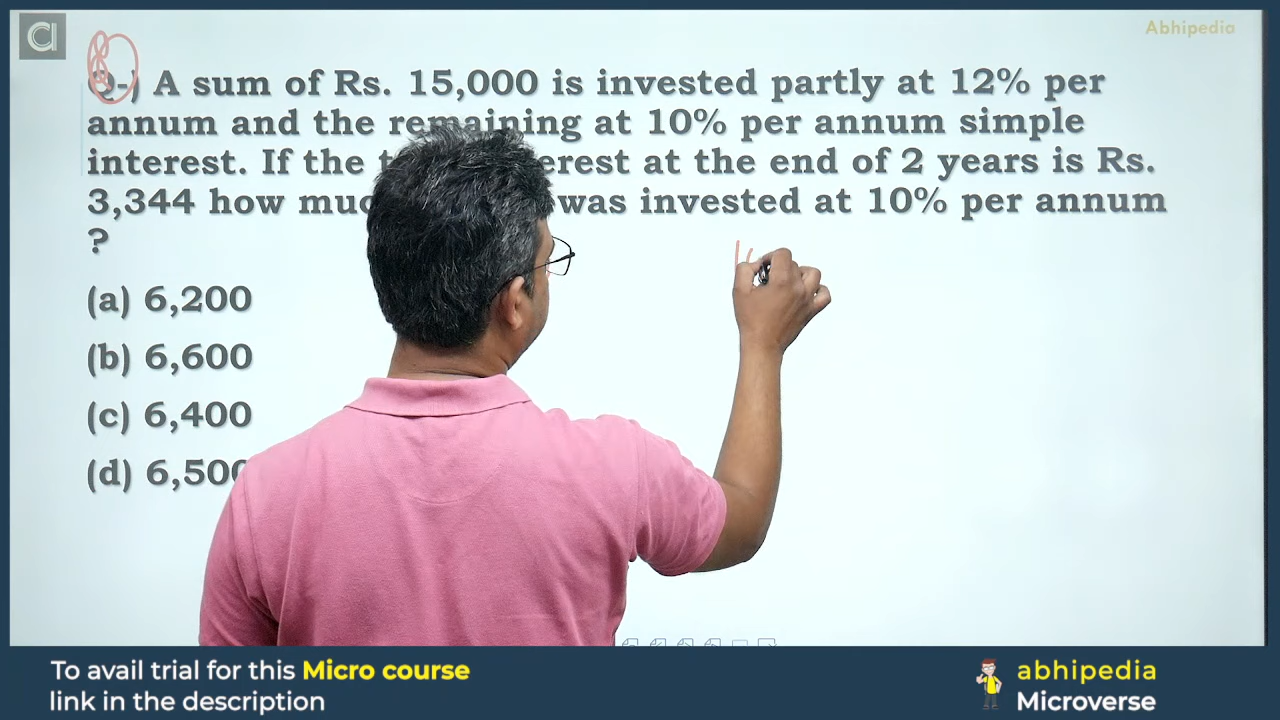 Abhipedia
Q-) A sum of Rs. 15,000 is invested partly at 12% per
annum and the remaining at 10% per annum simple
interest. If the erest at the end of 2 years is Rs.
3,344 how was invested at 10% per annum
?
(a) 6,200
(b) 6,600
(c) 6,400
(d) 6,500
To avail trial for this Micro course
link in the description
abhipedia
Microverse